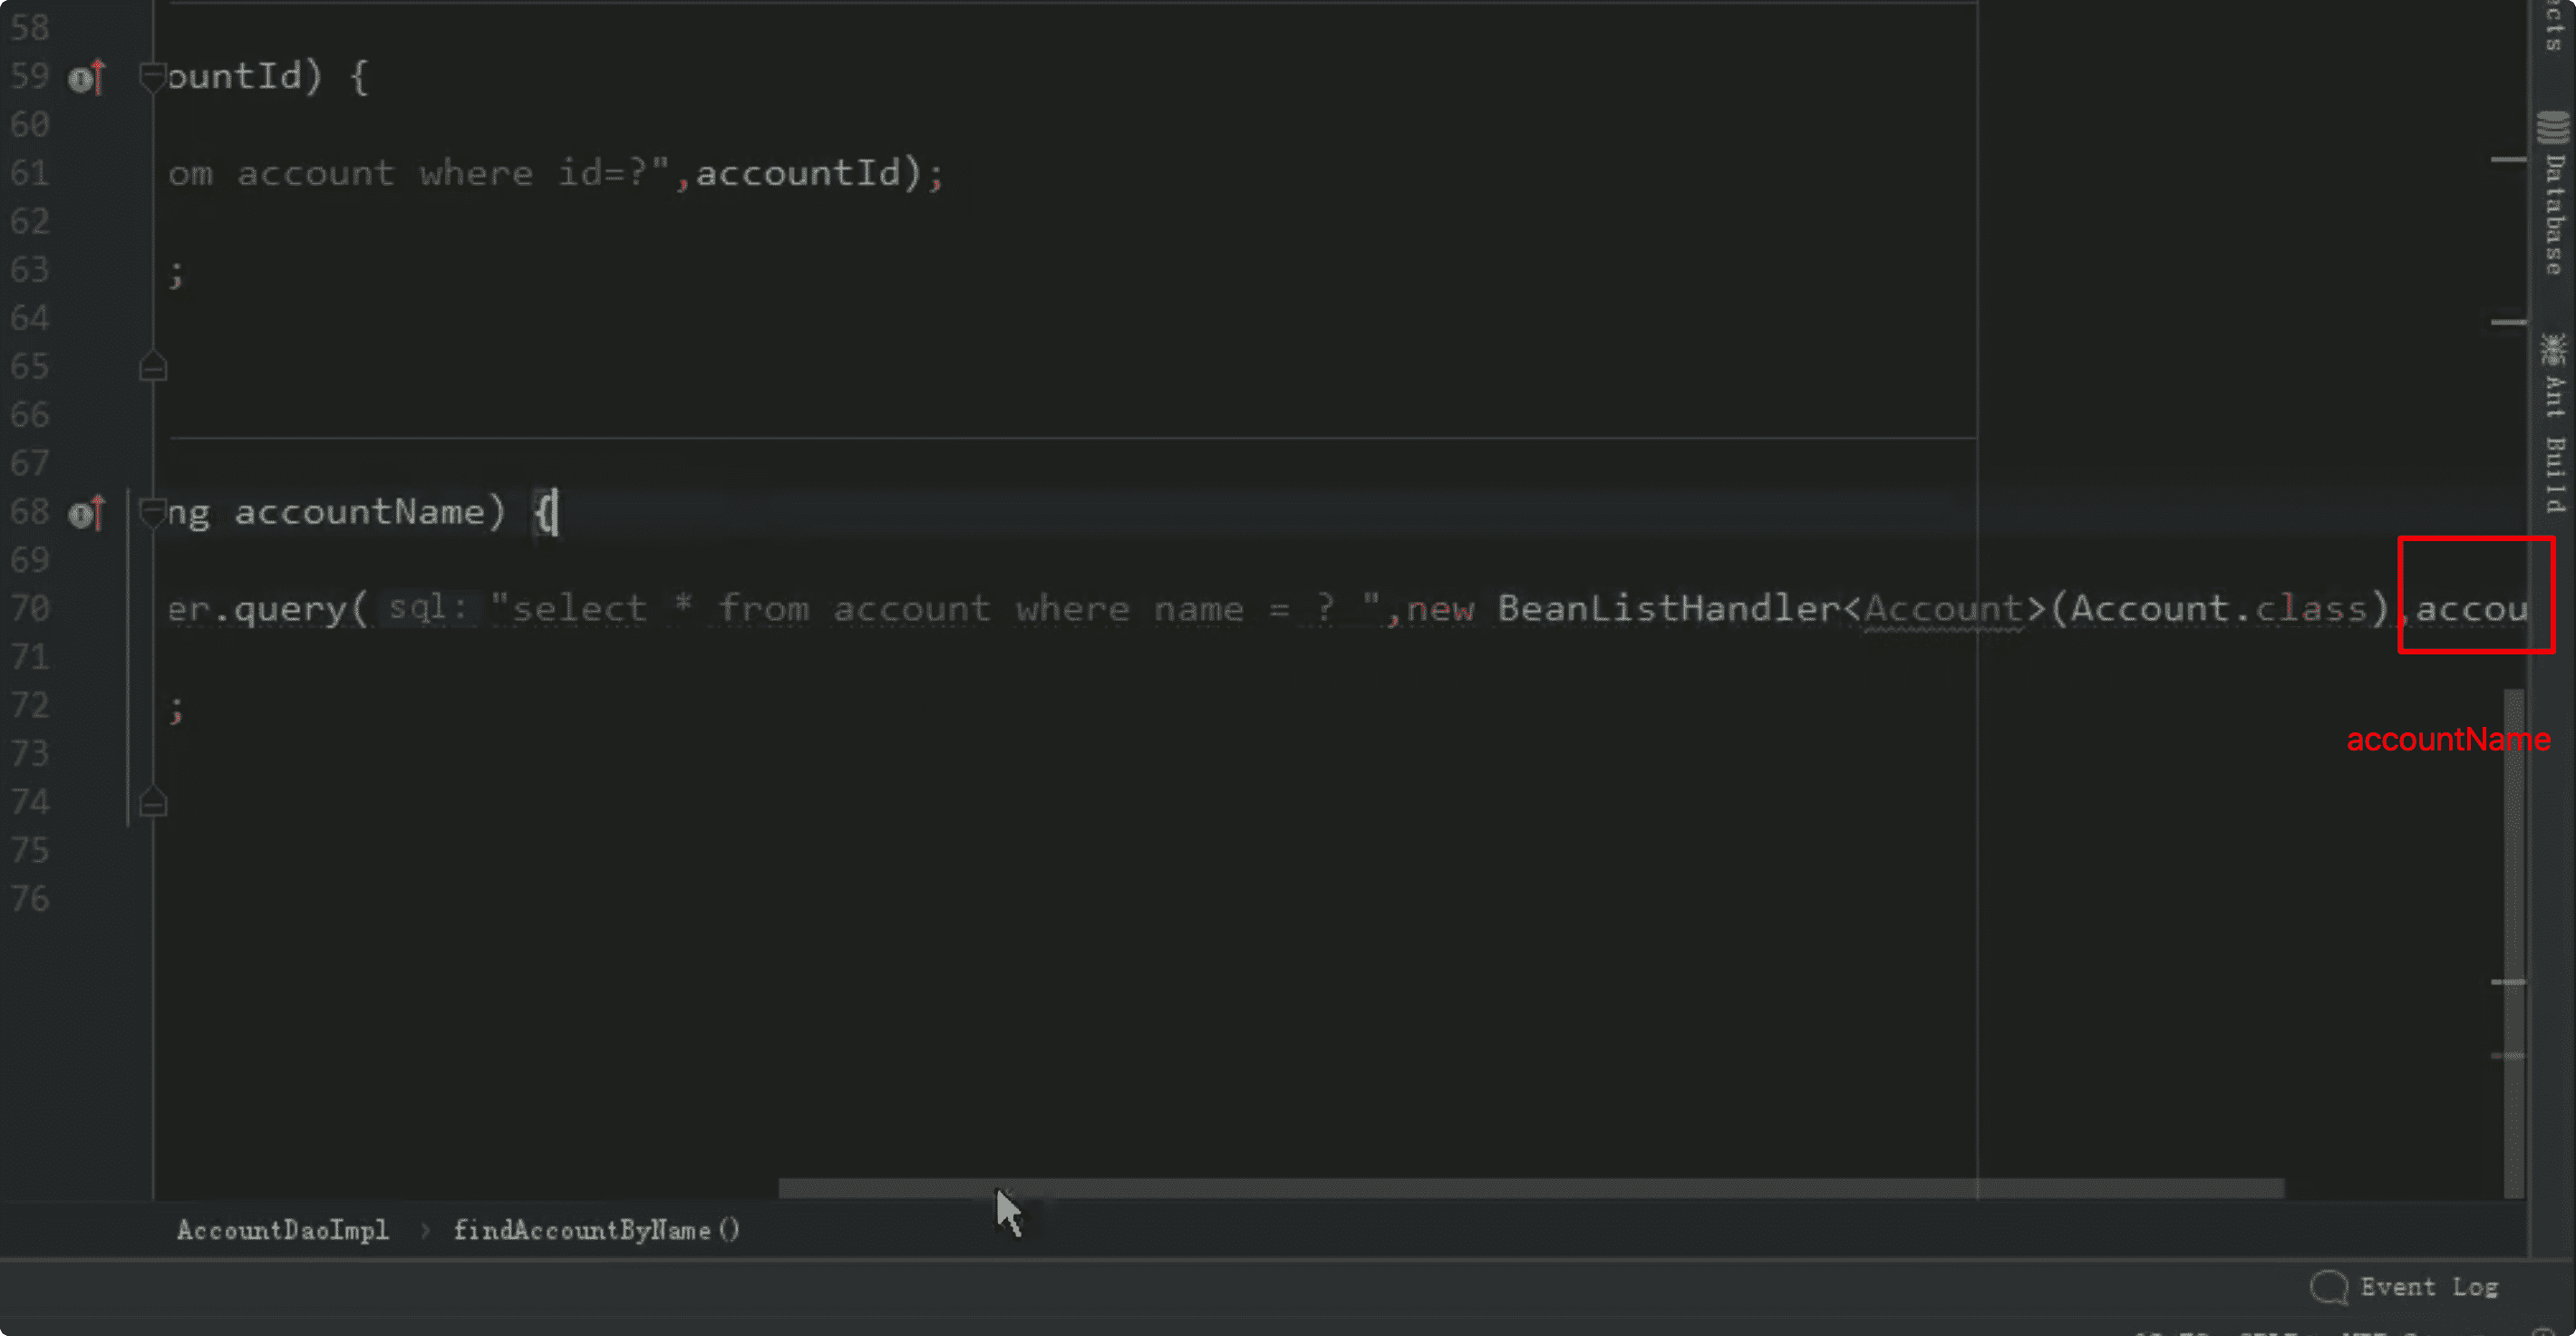 58
59 ountId) {
60
61 om account where id=?",accountId);
62
63 ;
64
65
66
67
68 ng accountName) {
69
70 er.query( sql: "select * from account where name = ? ",new BeanListHandler<Account>(Account.class),accou
71
72 ;
73
74
75
76
accountName
AccountDaoImpl > findAccountByName()
Event Log
ects
Database
Ant Build